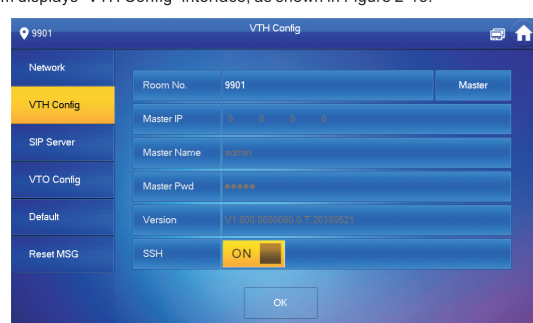 displays "VTH Config" interface, as shown in Figure 2-
9901
VTH Config
Network
VTH Config
SIP Server
VTO Config
Default
Reset MSG
Room No. 9901 Master
Master IP 0 . 0 . 0 . 0
Master Name admin
Master Pwd ●●●●●
Version V1.000.0000000.0.T.20180521
SSH ON
OK